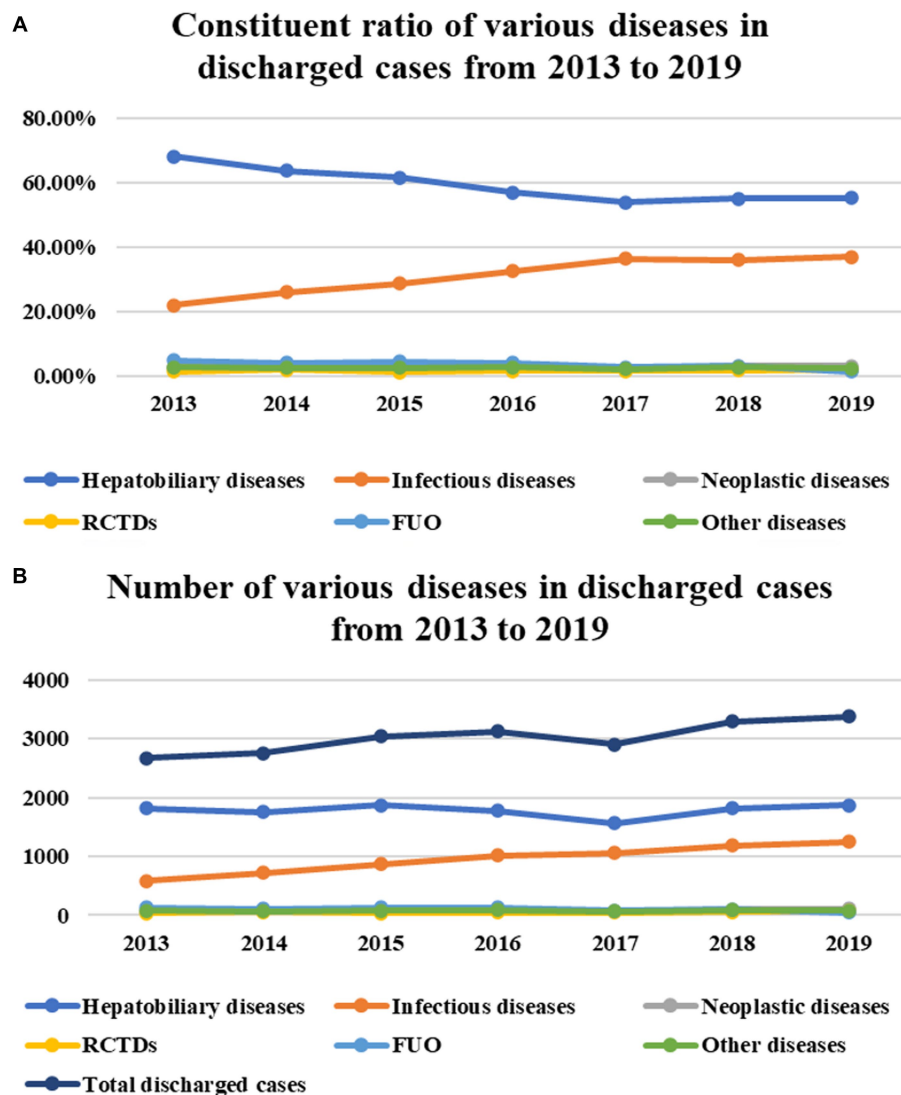 A
Constituent ratio of various diseases in
discharged cases from 2013 to 2019
80.00%
60.00%
40.00%
20.00%
0.00%
2013 2014 2015 2016 2017 2018 2019
Hepatobiliary diseases Infectious diseases Neoplastic diseases
RCTDs FUO Other diseases
B
Number of various diseases in discharged cases
from 2013 to 2019
4000
3000
2000
1000
0
2013 2014 2015 2016 2017 2018 2019
Hepatobiliary diseases Infectious diseases Neoplastic diseases
RCTDs FUO Other diseases
Total discharged cases